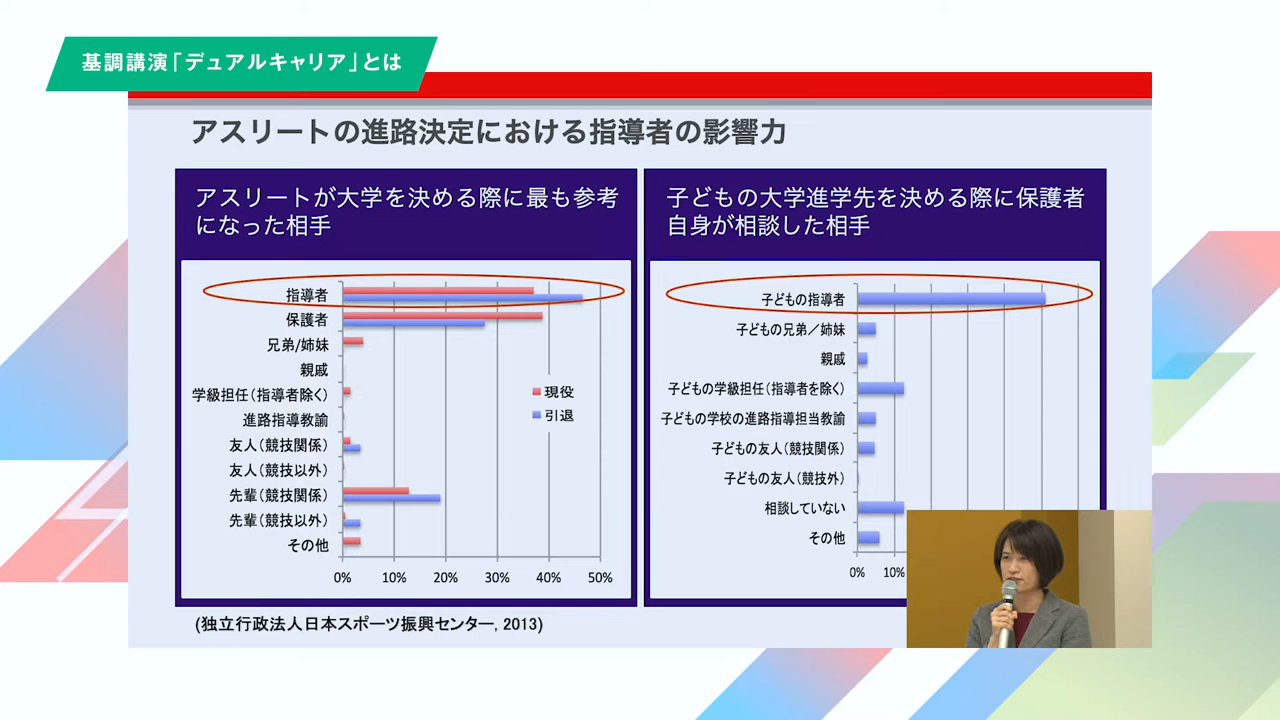 基調講演「デュアルキャリア」とは
アスリートの進路決定における指導者の影響力
アスリートが大学を決める際に最も参考
になった相手
指導者
保護者
兄弟/姉妹
親戚
学級担任(指導者除く)
進路指導教諭
友人(競技関係)
友人(競技以外)
先輩(競技関係)
先輩(競技以外)
その他
現役
引退
0% 10% 20% 30% 40% 50%
(独立行政法人日本スポーツ振興センター, 2013)
子どもの大学進学先を決める際に保護者
自身が相談した相手
子どもの指導者
子どもの兄弟/姉妹
親戚
子どもの学級担任(指導者を除く)
子どもの学校の進路指導担当教諭
子どもの友人(競技関係)
子どもの友人(競技外)
相談していない
その他
0% 10%